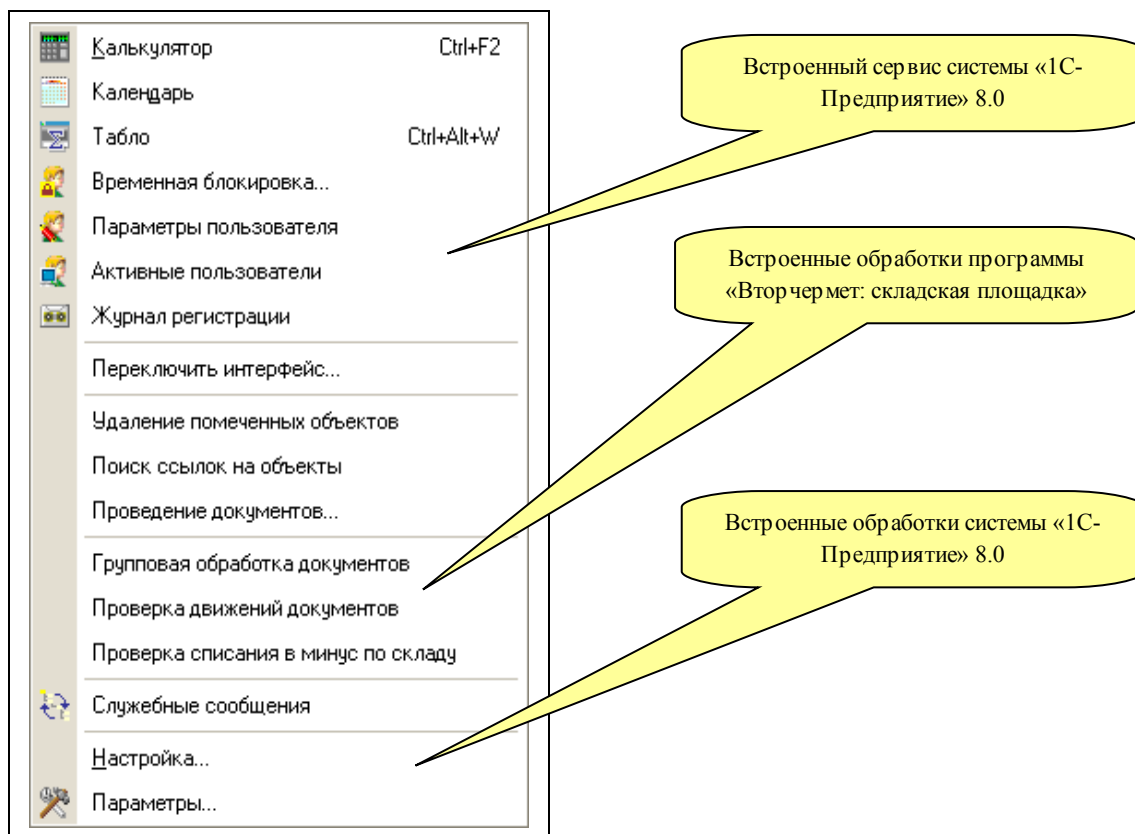 Калькулятор Ctrl+F2
Календарь
Табло Ctrl+Alt+W
Временная блокировка...
Параметры пользователя
Активные пользователи
Журнал регистрации
Переключить интерфейс...
Удаление помеченных объектов
Поиск ссылок на объекты
Проведение документов...
Групповая обработка документов
Проверка движений документов
Проверка списания в минус по складу
Служебные сообщения
Настройка...
Параметры...
Встроенный сервис системы «1С-
Предприятие» 8.0
Встроенные обработки программы
«Вторчермет: складская площадка»
Встроенные обработки системы «1С-
Предприятие» 8.0